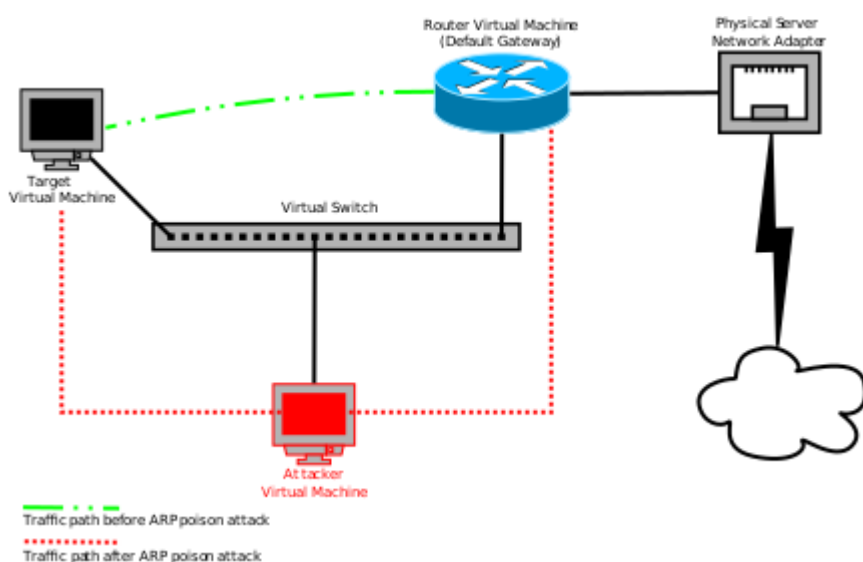 Router Virtual Machine
(Default Gateway)
Physical Server
Network Adapter
Target
Virtual Machine
Virtual Switch
Attacker
Virtual Machine
Traffic path before ARP poison attack
Traffic path after ARP poison attack